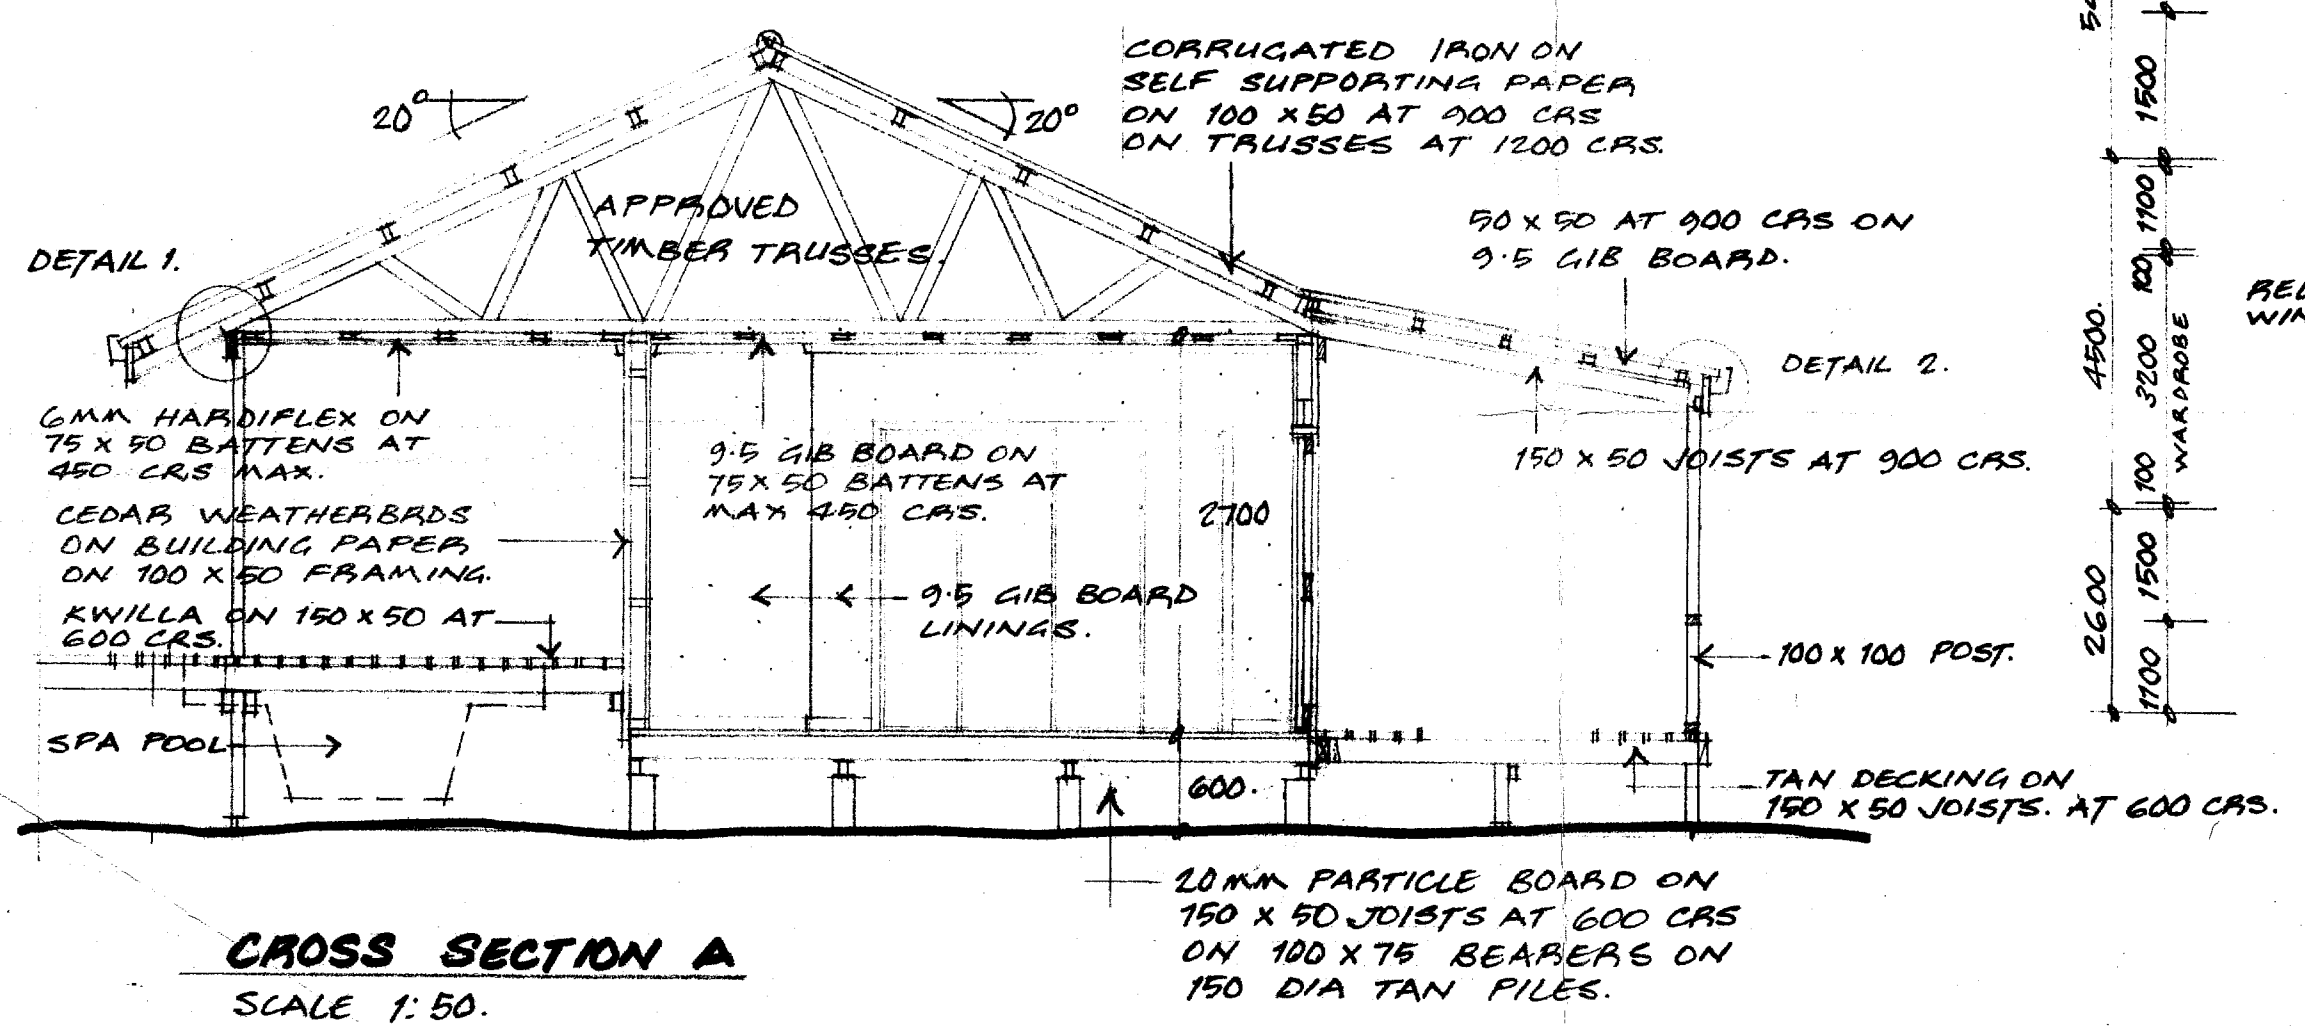 CORRUGATED IRON ON
SELF SUPPORTING PAPER
ON 100 x 50 AT 900 CRS
ON TRUSSES AT 1200 CRS.
20°
20°
APPROVED
TIMBER TRUSSES.
50 x 50 AT 900 CRS ON
9.5 GIB BOARD.
DETAIL 1.
DETAIL 2.
6MM HARDIFLEX ON
75 x 50 BATTENS AT
450 CRS MAX.
9.5 GIB BOARD ON
75 x 50 BATTENS AT
MAX 450 CRS.
150 x 50 JOISTS AT 900 CRS.
CEDAR WEATHERBRDS
ON BUILDING PAPER
ON 100 x 50 FRAMING.
2700
9.5 GIB BOARD
LININGS.
KWILLA ON 150 x 50 AT
600 CRS.
100 x 100 POST.
SPA POOL
600.
TAN DECKING ON
150 x 50 JOISTS. AT 600 CRS.
20MM PARTICLE BOARD ON
150 x 50 JOISTS AT 600 CRS
ON 100 x 75 BEARERS ON
150 DIA TAN PILES.
CROSS SECTION A
SCALE 1:50.
1500
1100
100
3200
WARDROBE
100
1500
1100
4500.
2600